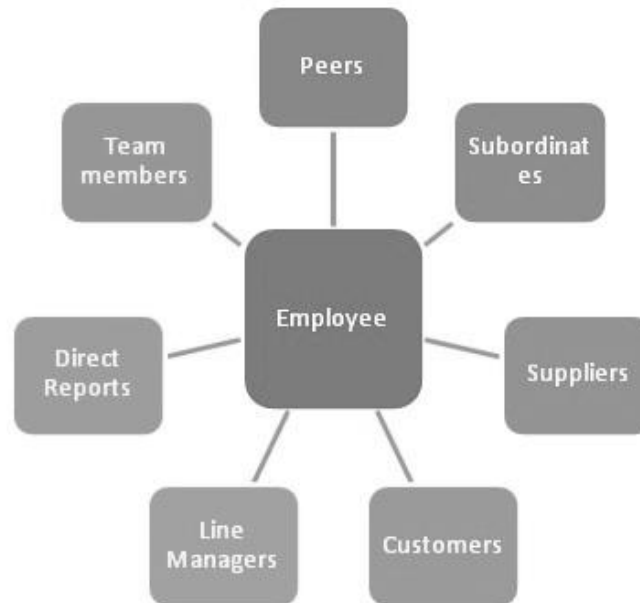 Peers
Team
members
Subordinat
es
Employee
Direct
Reports
Suppliers
Line
Managers
Customers